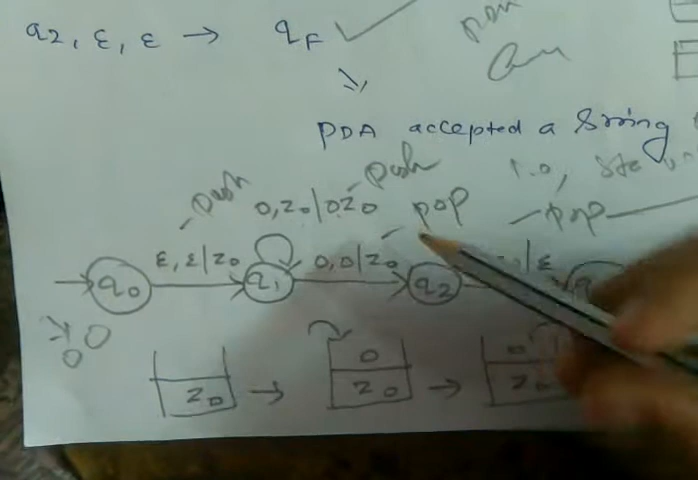 q2, ε, ε → qF ✓
PDA accepted a String
push
push
0, z0/0z0
pop
pop
ε, ε/z0
0, 0/z0
/ε
→ q0 → q1 → q2
0
0
z0 → z0 → z0